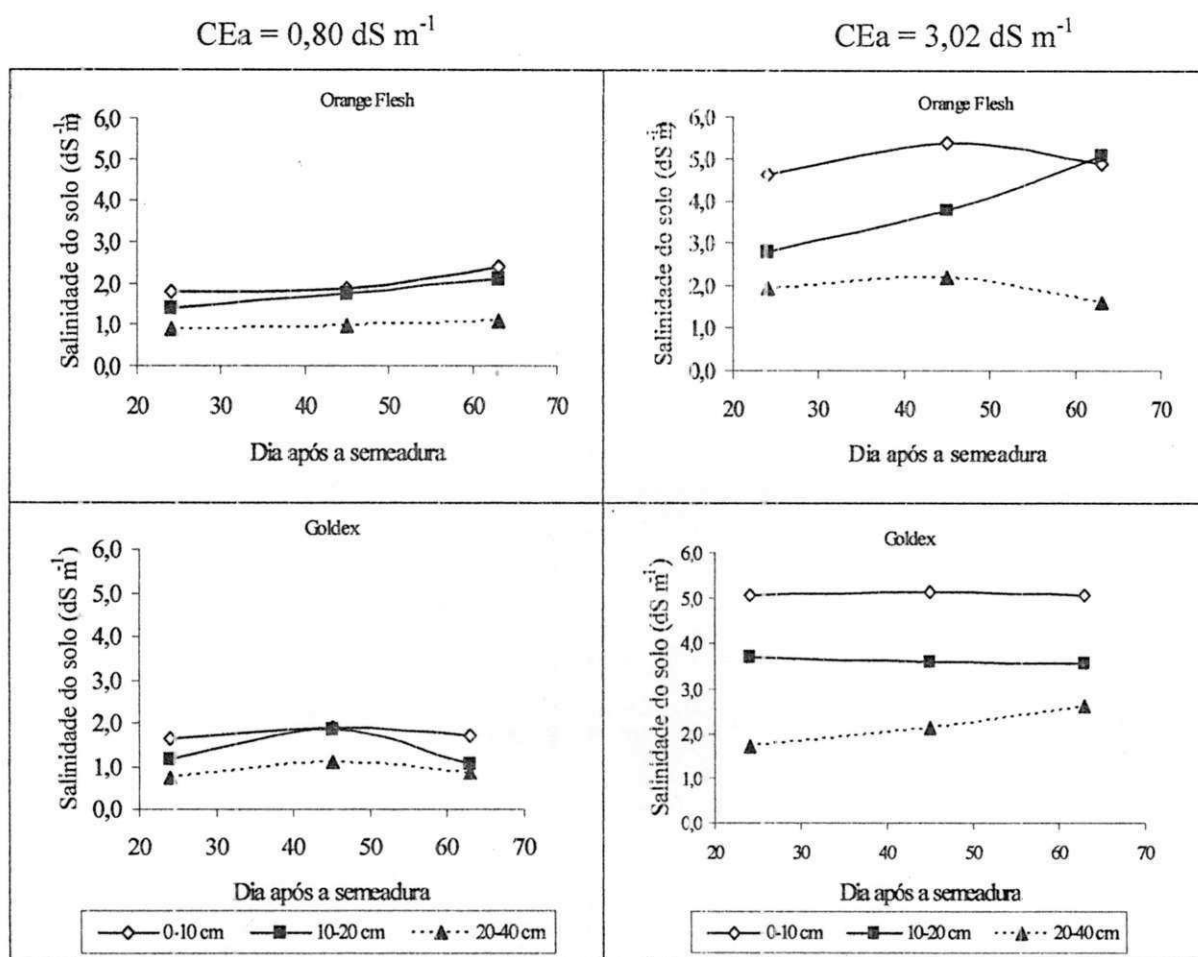 CEa = 0,80 dS m⁻¹
CEa = 3,02 dS m⁻¹
Orange Flesh
Salinidade do solo (dS⁻¹m)
6,0
5,0
4,0
3,0
2,0
1,0
0,0
20 30 40 50 60 70
Dia após a semeadura
Orange Flesh
Salinidade do solo (dS⁻¹m)
6,0
5,0
4,0
3,0
2,0
1,0
0,0
20 30 40 50 60 70
Dia após a semeadura
Goldex
Salinidade do solo (dS m⁻¹)
6,0
5,0
4,0
3,0
2,0
1,0
0,0
20 30 40 50 60 70
Dia após a semeadura
0-10 cm 10-20 cm 20-40 cm
Goldex
Salinidade do solo (dS m⁻¹)
6,0
5,0
4,0
3,0
2,0
1,0
0,0
20 30 40 50 60 70
Dia após a semeadura
0-10 cm 10-20 cm 20-40 cm